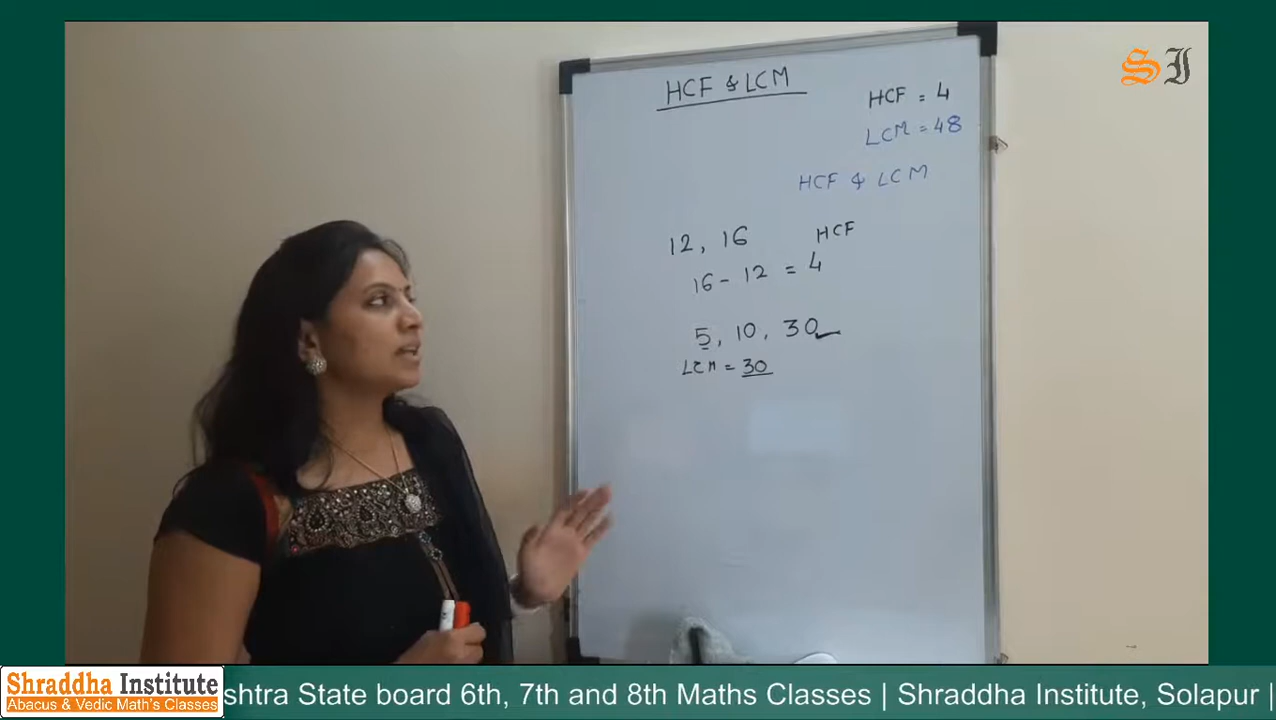 SI
HCF & LCM
HCF = 4
LCM = 48
HCF & LCM
12, 16 HCF
16 - 12 = 4
5, 10, 30
LCM = 30
Shraddha Institute
Abacus & Vedic Math's Classes
shtra State board 6th, 7th and 8th Maths Classes | Shraddha Institute, Solapur |